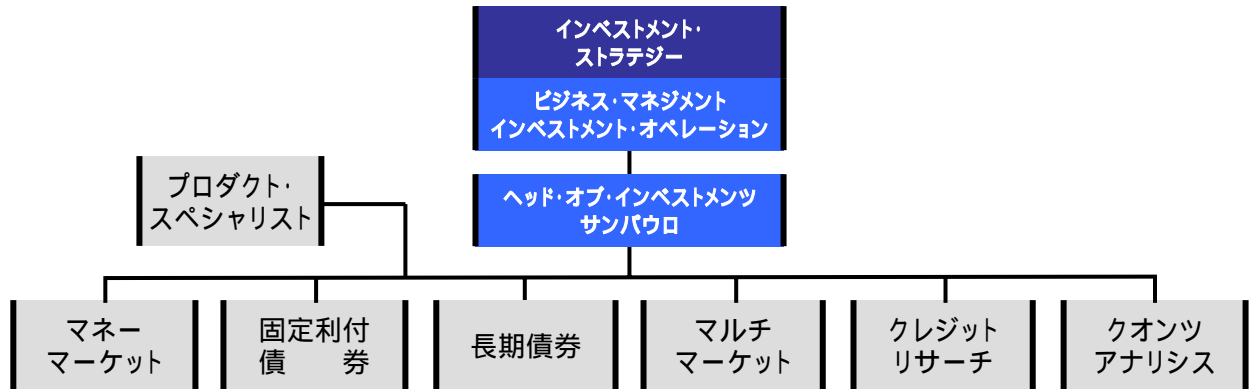 インベストメント・
ストラテジー
ビジネス・マネジメント
インベストメント・オペレーション
プロダクト・
スペシャリスト
ヘッド・オブ・インベストメンツ
サンパウロ
マネー
マーケット
固定利付
債　　券
長期債券
マルチ
マーケット
クレジット
リサーチ
クオンツ
アナリシス